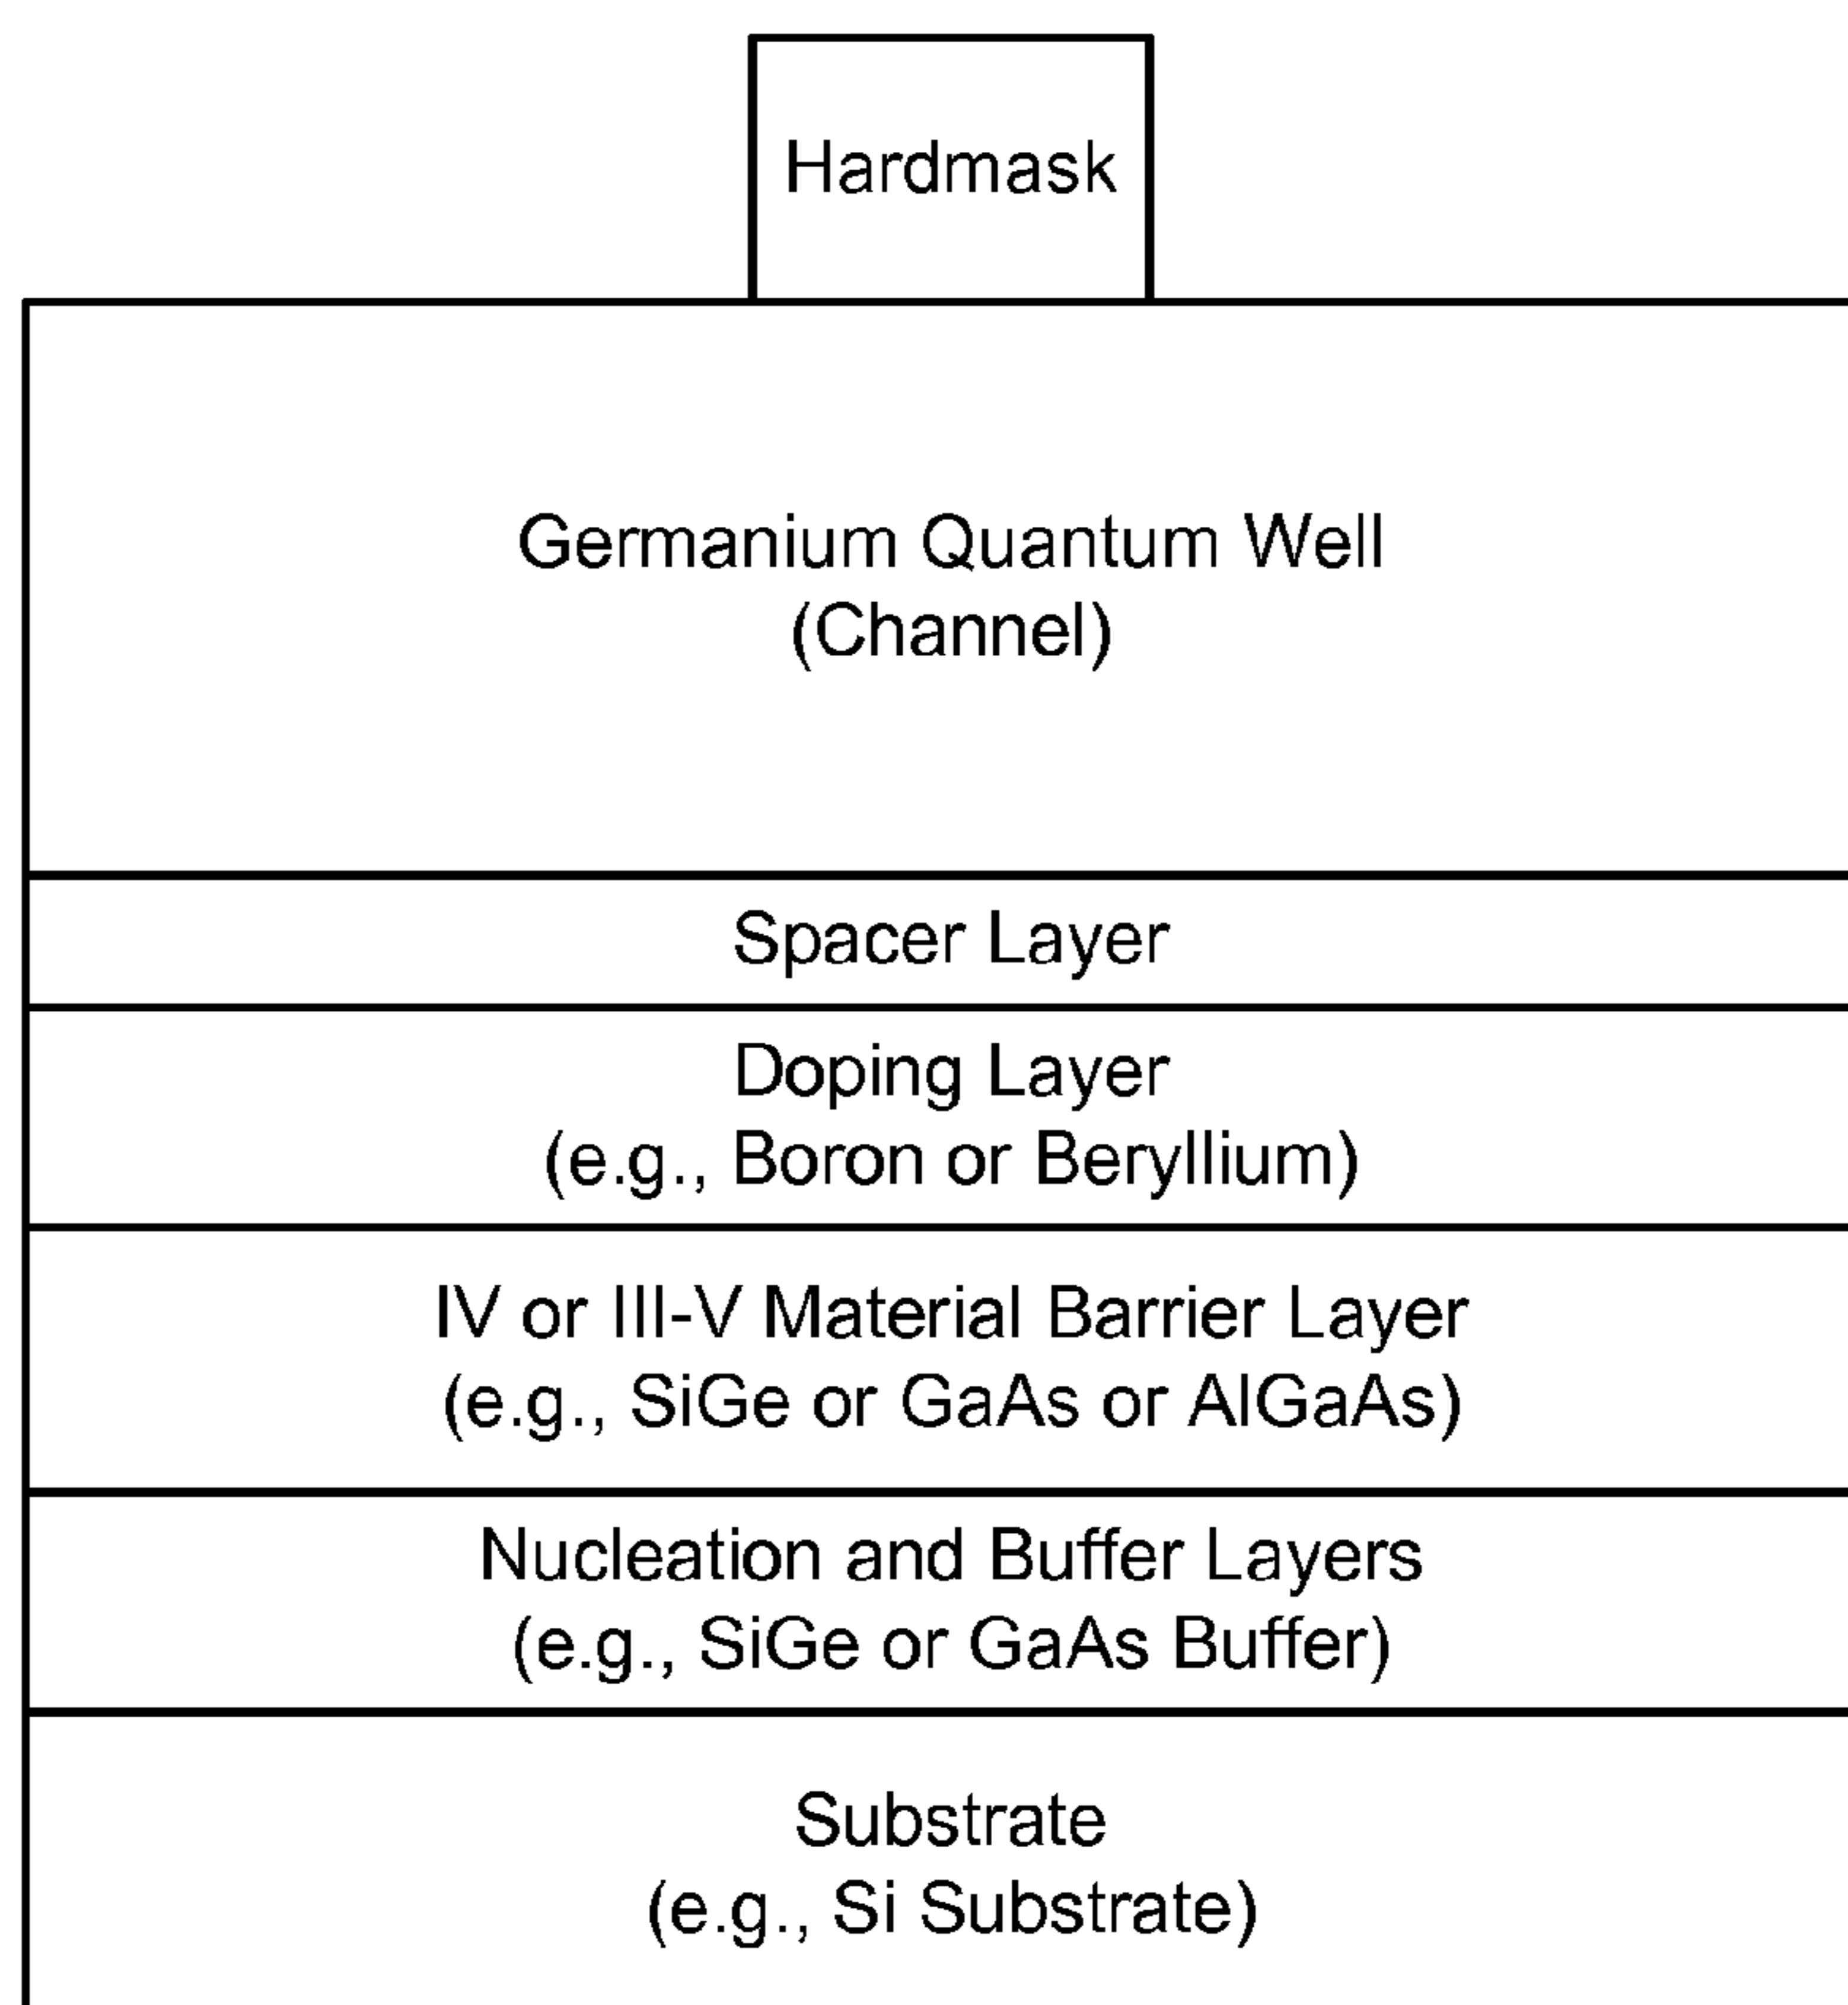 Hardmask
Germanium Quantum Well
(Channel)
Spacer Layer
Doping Layer
(e.g., Boron or Beryllium)
IV or III-V Material Barrier Layer
(e.g., SiGe or GaAs or AlGaAs)
Nucleation and Buffer Layers
(e.g., SiGe or GaAs Buffer)
Substrate
(e.g., Si Substrate)